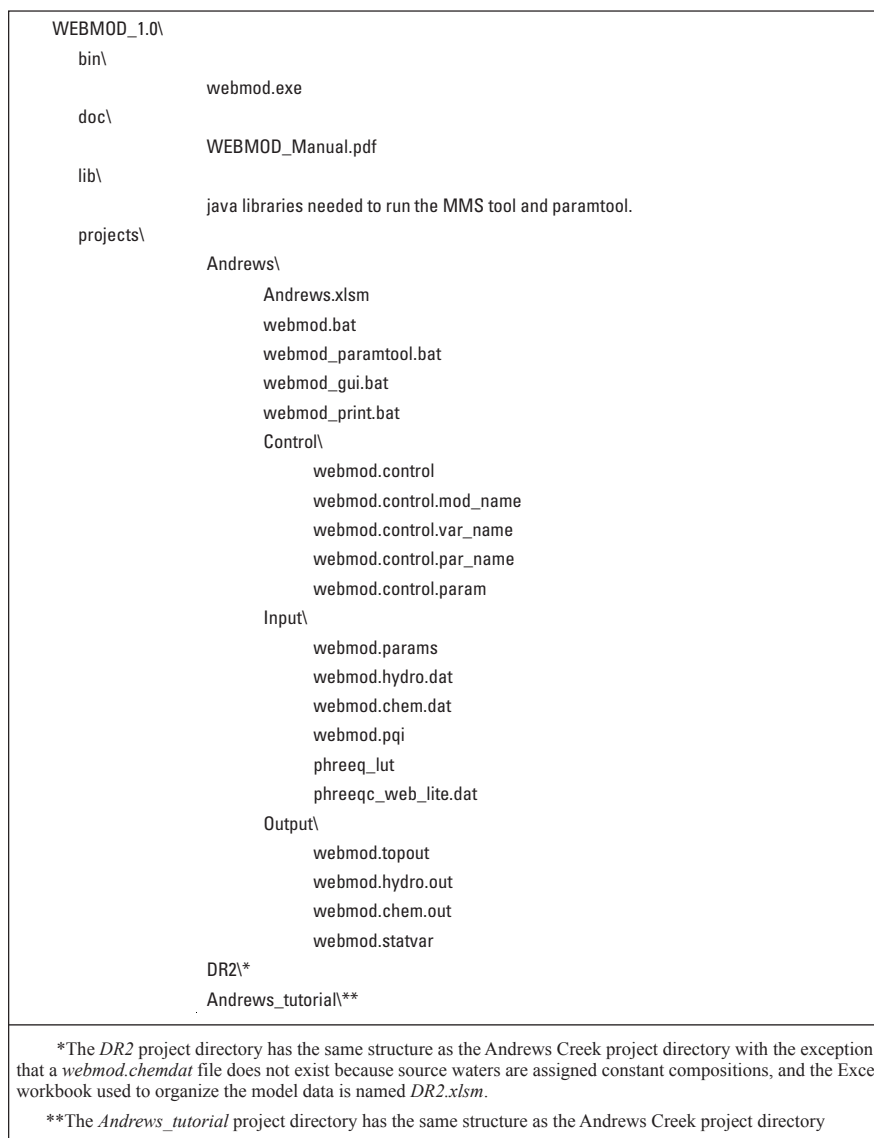 WEBMOD_1.0\
bin\
webmod.exe
doc\
WEBMOD_Manual.pdf
lib\
java libraries needed to run the MMS tool and paramtool.
projects\
Andrews\
Andrews.xlsm
webmod.bat
webmod_paramtool.bat
webmod_gui.bat
webmod_print.bat
Control\
webmod.control
webmod.control.mod_name
webmod.control.var_name
webmod.control.par_name
webmod.control.param
Input\
webmod.params
webmod.hydro.dat
webmod.chem.dat
webmod.pqi
phreeq_lut
phreeqc_web_lite.dat
Output\
webmod.topout
webmod.hydro.out
webmod.chem.out
webmod.statvar
DR2\*
Andrews_tutorial\**
*The DR2 project directory has the same structure as the Andrews Creek project directory with the exception
that a webmod.chemdat file does not exist because source waters are assigned constant compositions, and the Exce
workbook used to organize the model data is named DR2.xlsm.
**The Andrews_tutorial project directory has the same structure as the Andrews Creek project directory